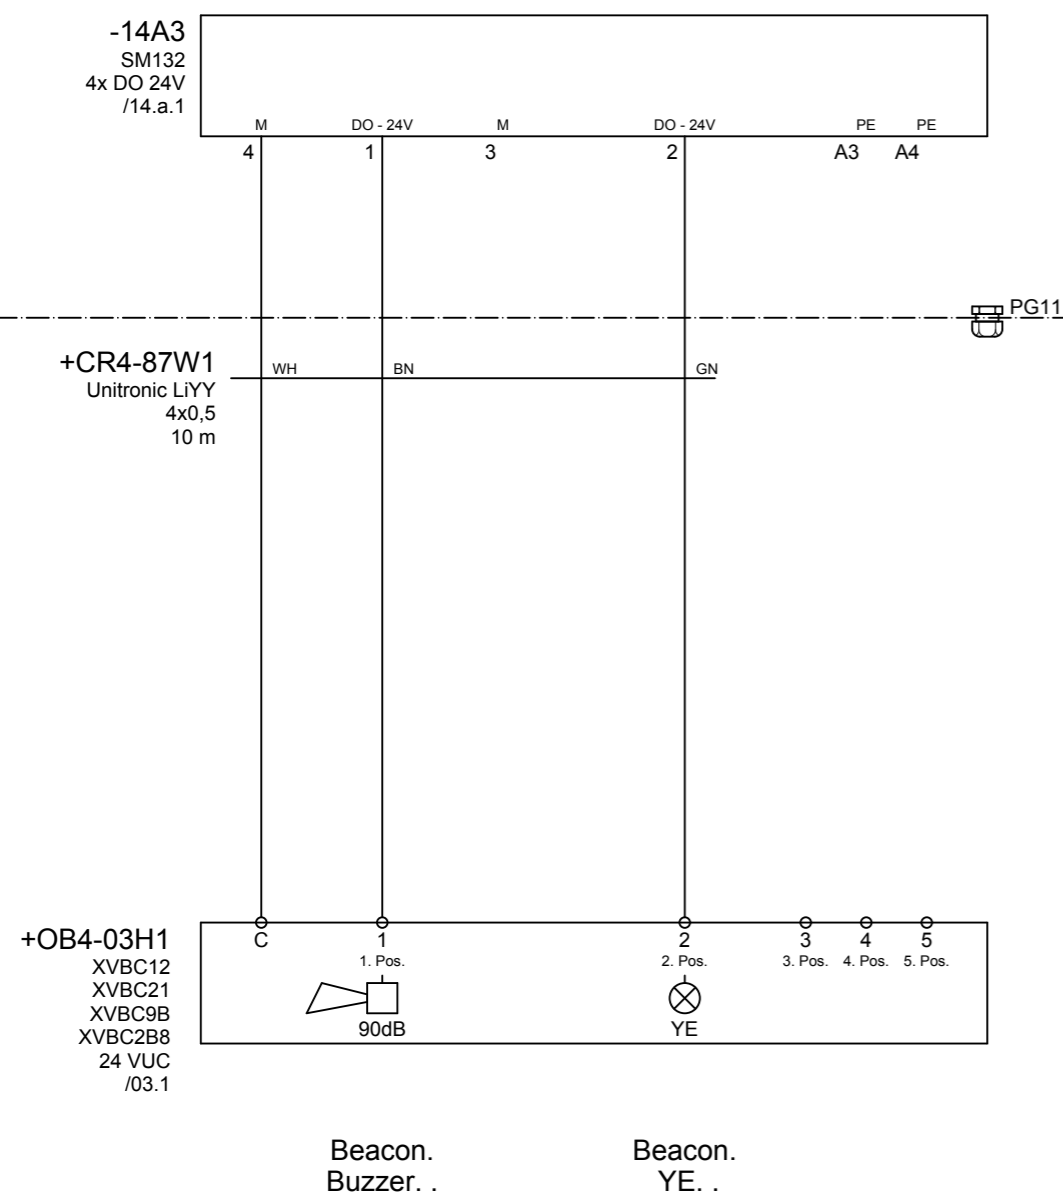 -14A3
SM132
4x DO 24V
/14.a.1
M DO - 24V M DO - 24V PE PE
4 1 3 2 A3 A4
PG11
+CR4-87W1
WH BN GN
Unitronic LiYY
4x0,5
10 m
+OB4-03H1
C 1 2 3 4 5
1. Pos. 2. Pos. 3. Pos. 4. Pos. 5. Pos.
XVBC12
XVBC21
XVBC9B
XVBC2B8
24 VUC
/03.1
90dB YE
Beacon. Beacon.
Buzzer. . YE. .